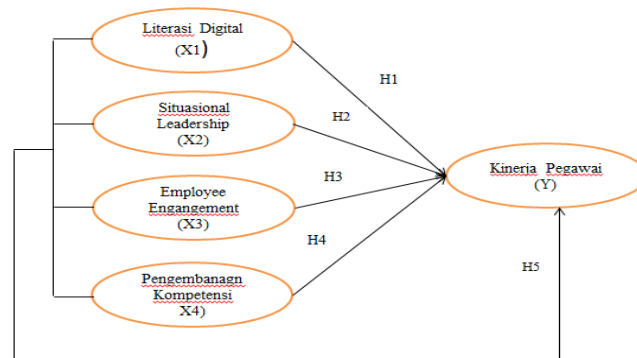 Literasi Digital
(X1)
H1
Situasional
Leadership
(X2)
H2
Employee
Engangement
(X3)
H3
Kinerja Pegawai
(Y)
H4
Pengembanagn
Kompetensi
X4)
H5